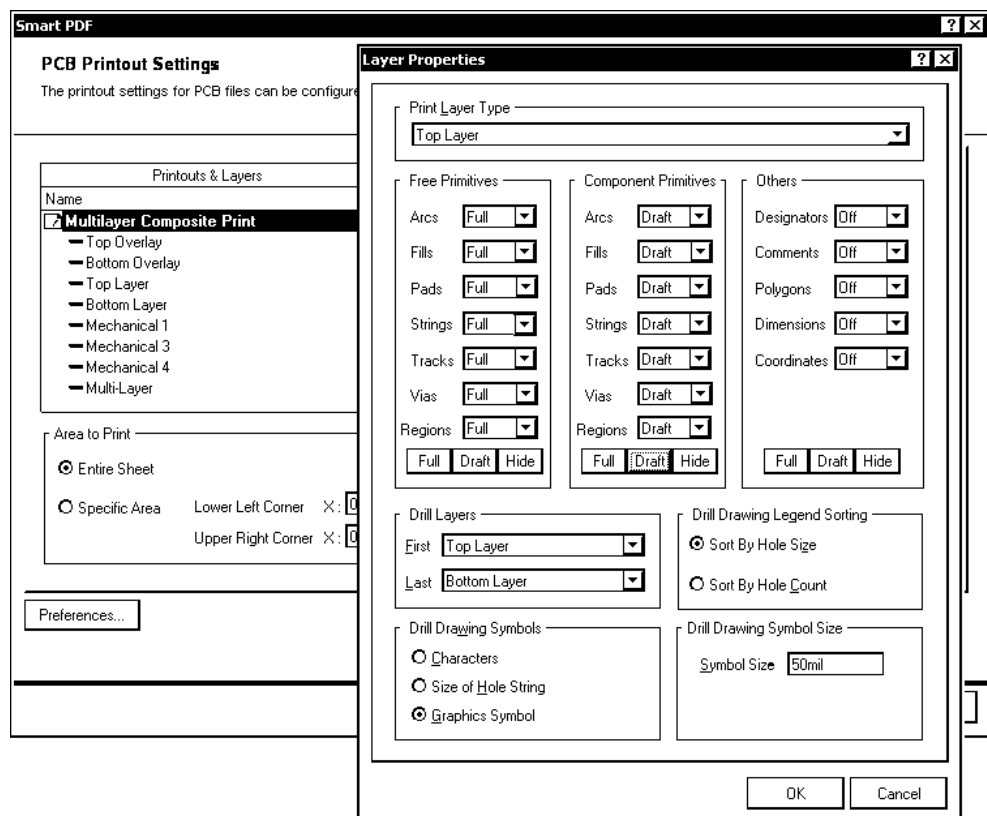 Smart PDF
PCB Printout Settings
The printout settings for PCB files can be configure
Printouts & Layers
Name
Multilayer Composite Print
Top Overlay
Bottom Overlay
Top Layer
Bottom Layer
Mechanical 1
Mechanical 3
Mechanical 4
Multi-Layer
Area to Print
Entire Sheet
Specific Area Lower Left Corner X: 0
Upper Right Corner X: 0
Preferences...
Layer Properties
Print Layer Type
Top Layer
Free Primitives
Arcs Full
Fills Full
Pads Full
Strings Full
Tracks Full
Vias Full
Regions Full
Full Draft Hide
Component Primitives
Arcs Draft
Fills Draft
Pads Draft
Strings Draft
Tracks Draft
Vias Draft
Regions Draft
Full Draft Hide
Others
Designators Off
Comments Off
Polygons Off
Dimensions Off
Coordinates Off
Full Draft Hide
Drill Layers
First Top Layer
Last Bottom Layer
Drill Drawing Legend Sorting
Sort By Hole Size
Sort By Hole Count
Drill Drawing Symbols
Characters
Size of Hole String
Graphics Symbol
Drill Drawing Symbol Size
Symbol Size 50mil
OK Cancel